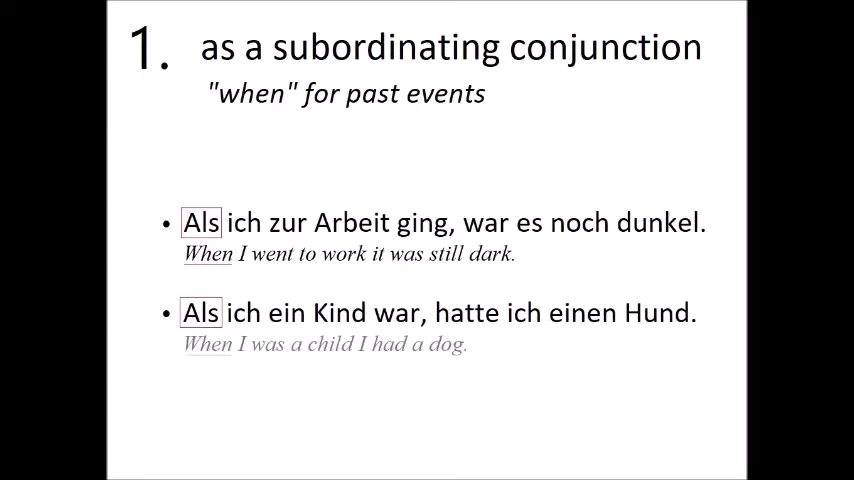 1. as a subordinating conjunction
"when" for past events
• Als ich zur Arbeit ging, war es noch dunkel.
When I went to work it was still dark.
• Als ich ein Kind war, hatte ich einen Hund.
When I was a child I had a dog.